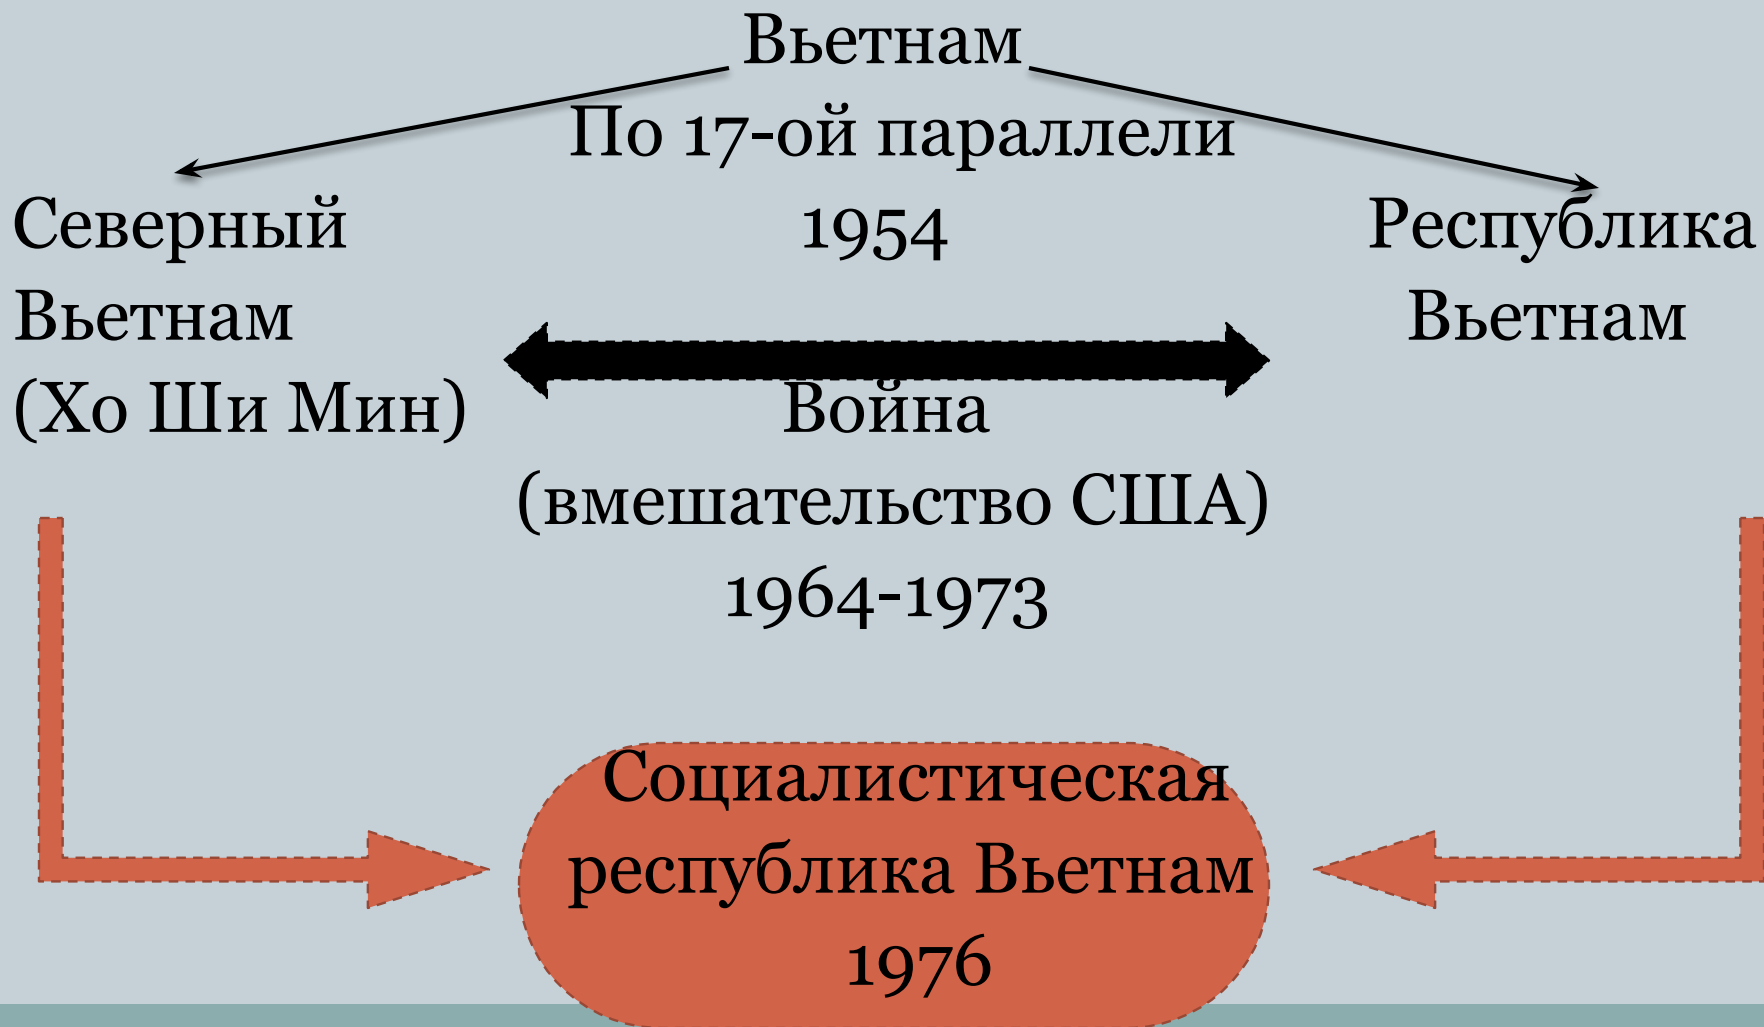 Вьетнам
По 17-ой параллели
Северный 1954 Республика
Вьетнам Вьетнам
(Хо Ши Мин) Война
(вмешательство США)
1964-1973
Социалистическая
республика Вьетнам
1976